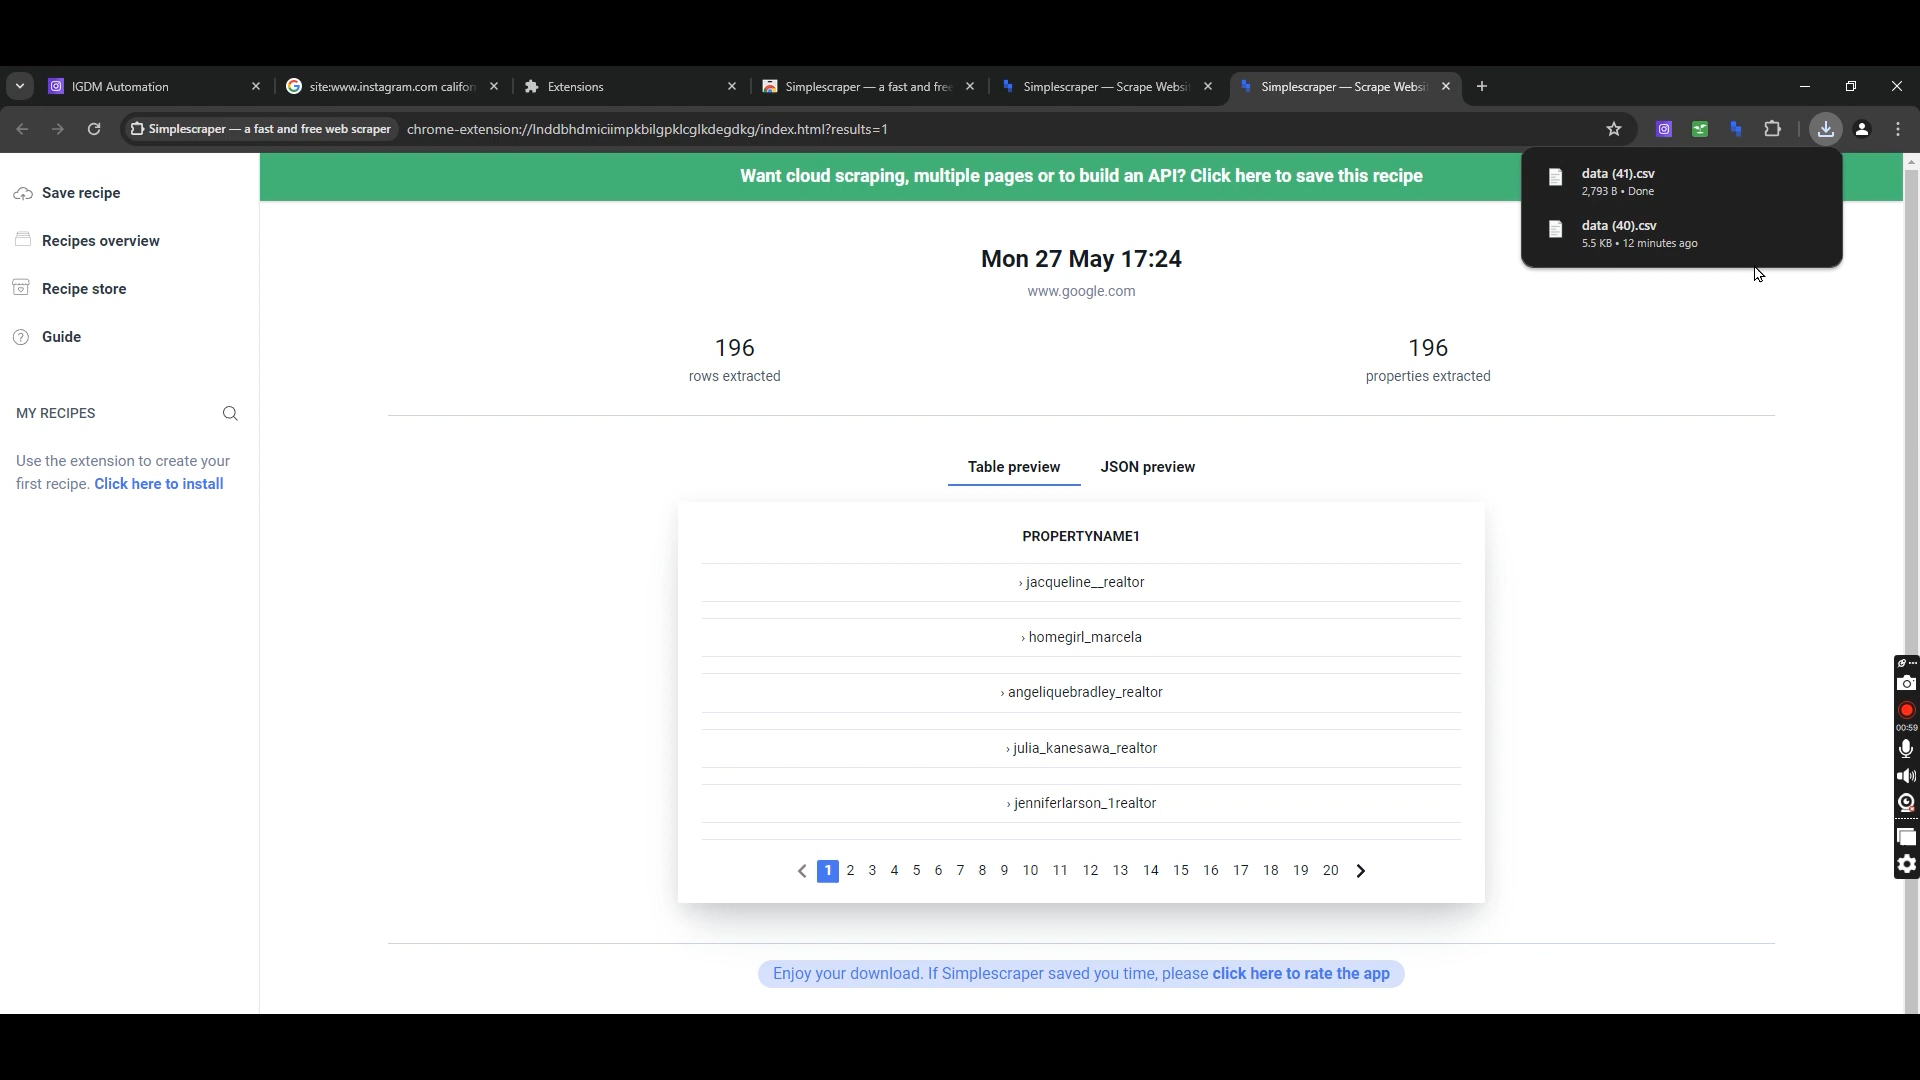 IGDM Automation
site:www.instagram.com califor
Extensions
Simplescraper — a fast and free
Simplescraper — Scrape Websit
Simplescraper — Scrape Websit
Simplescraper — a fast and free web scraper
chrome-extension://lnddbhdmiciimpkbilgpklcglkdegdkg/index.html?results=1
Save recipe
Recipes overview
Recipe store
Guide
MY RECIPES
Use the extension to create your
first recipe. Click here to install
Want cloud scraping, multiple pages or to build an API? Click here to save this recipe
data (41).csv
2,793 B • Done
data (40).csv
5.5 KB • 12 minutes ago
Mon 27 May 17:24
www.google.com
196
rows extracted
196
properties extracted
Table preview
JSON preview
PROPERTYNAME1
› jacqueline__realtor
› homegirl_marcela
› angeliquebradley_realtor
› julia_kanesawa_realtor
› jenniferlarson_1realtor
1 2 3 4 5 6 7 8 9 10 11 12 13 14 15 16 17 18 19 20
Enjoy your download. If Simplescraper saved you time, please click here to rate the app
00:59